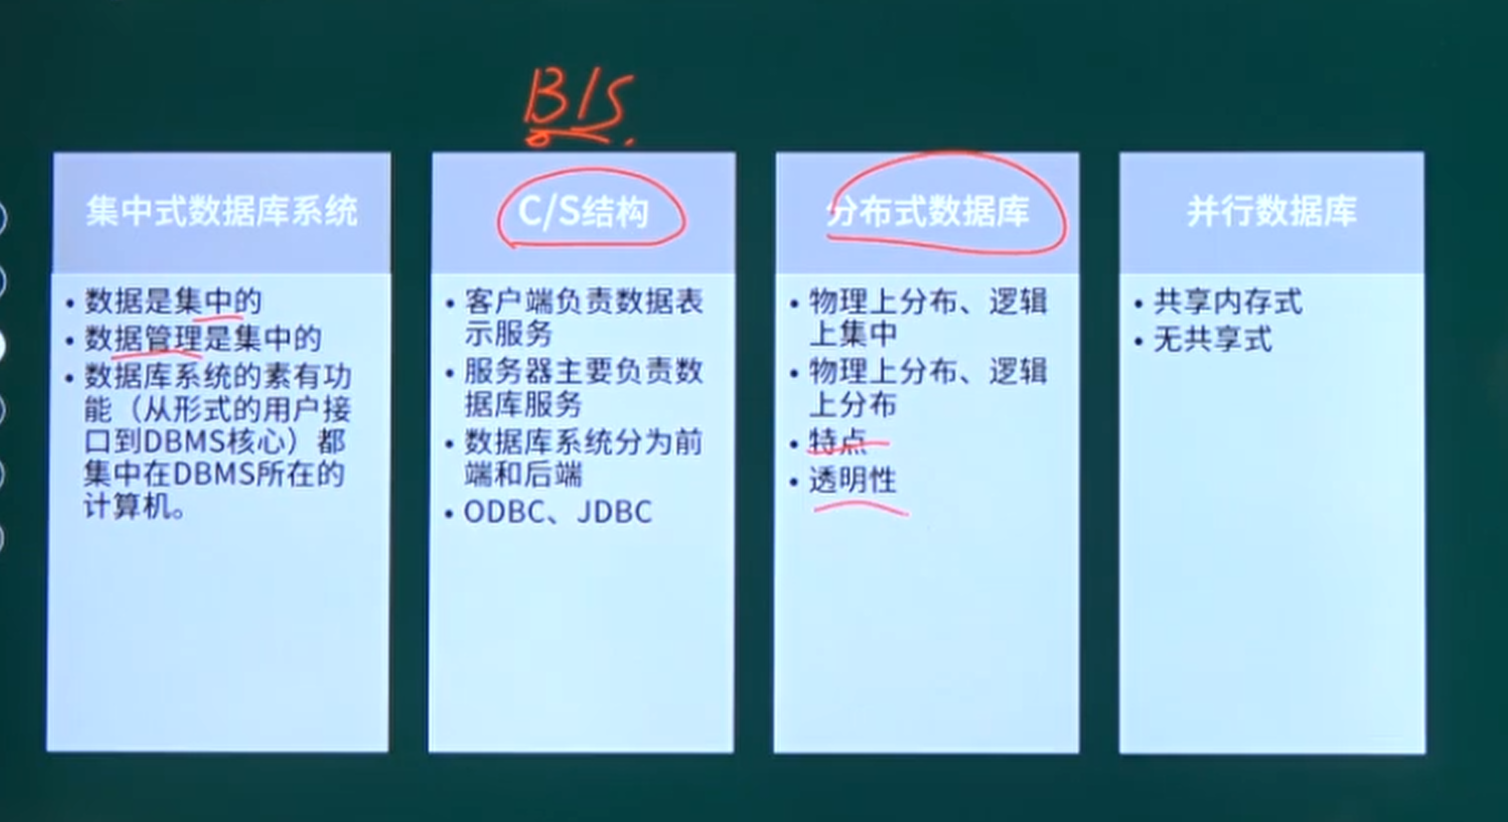 B/S
集中式数据库系统
• 数据是集中的
• 数据管理是集中的
• 数据库系统的素有功
能（从形式的用户接
口到DBMS核心）都
集中在DBMS所在的
计算机。
C/S结构
• 客户端负责数据表
示服务
• 服务器主要负责数
据库服务
• 数据库系统分为前
端和后端
• ODBC、JDBC
分布式数据库
• 物理上分布、逻辑
上集中
• 物理上分布、逻辑
上分布
• 特点
• 透明性
并行数据库
• 共享内存式
• 无共享式